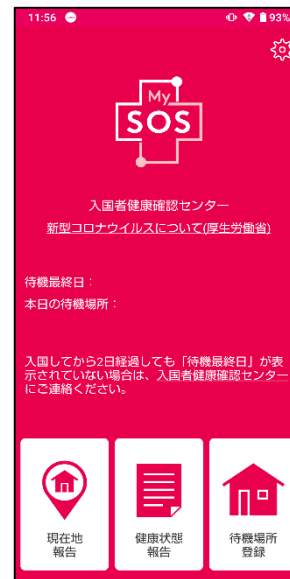 11:56
93%
My
SOS
入国者健康確認センター
新型コロナウイルスについて(厚生労働省)
待機最終日：
本日の待機場所：
入国してから2日経過しても「待機最終日」が表
示されていない場合は、入国者健康確認センター
にご連絡ください。
現在地
報告
健康状態
報告
待機場所
登録